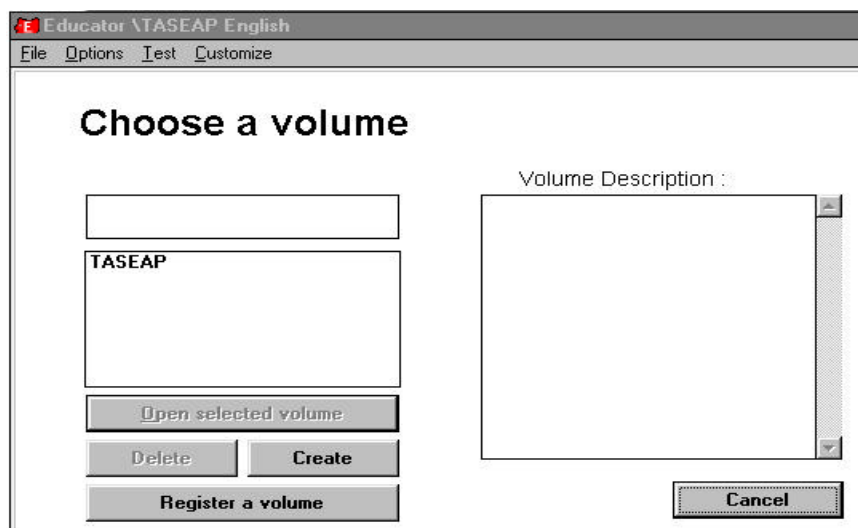 E Educator \TASEAP English
File Options Test Customize
Choose a volume
Volume Description :
TASEAP
Open selected volume
Delete Create
Register a volume
Cancel